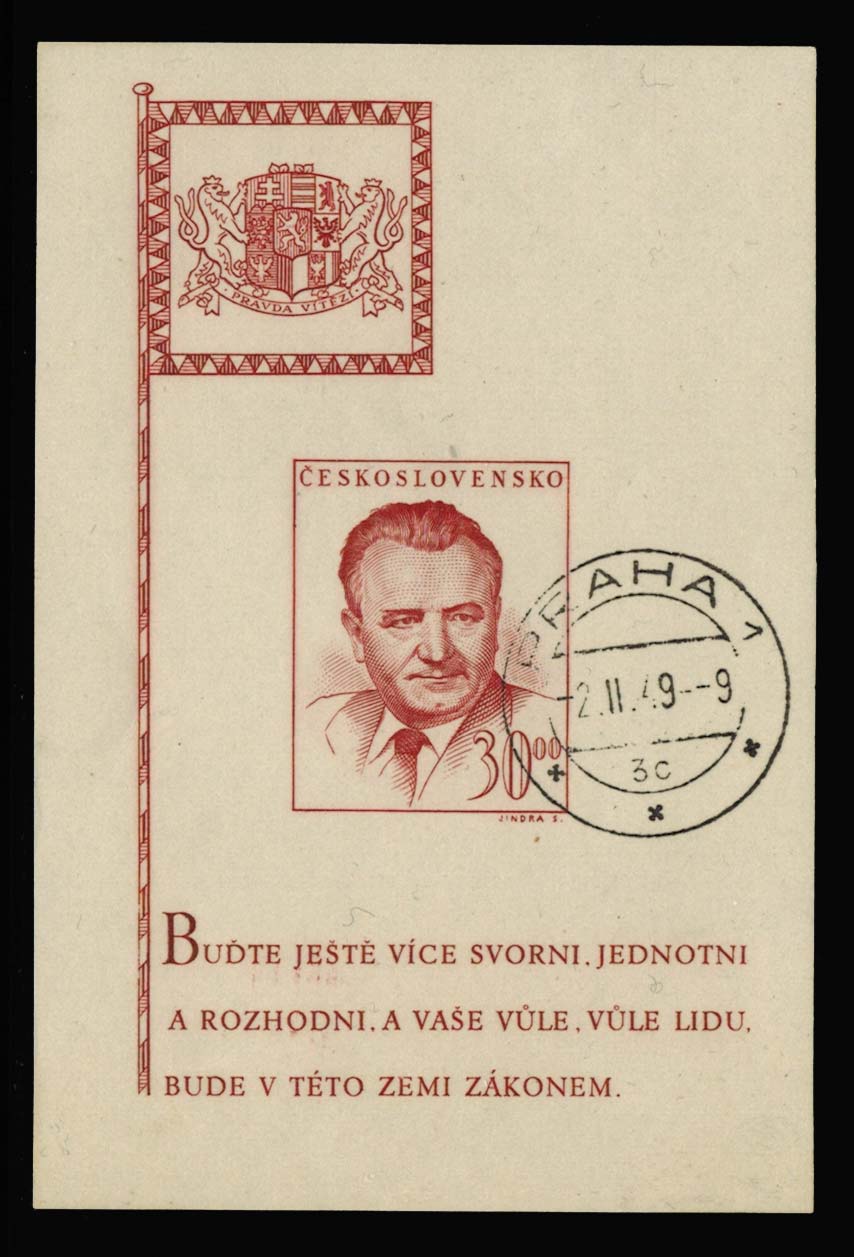 PRAVDA VÍTĚZÍ
ČESKOSLOVENSKO
3000
JINDRA S.
PRAHA 1
-2.II.49--9
3c
BUĎTE JEŠTĚ VÍCE SVORNI, JEDNOTNI
A ROZHODNI, A VAŠE VŮLE, VŮLE LIDU,
BUDE V TÉTO ZEMI ZÁKONEM.